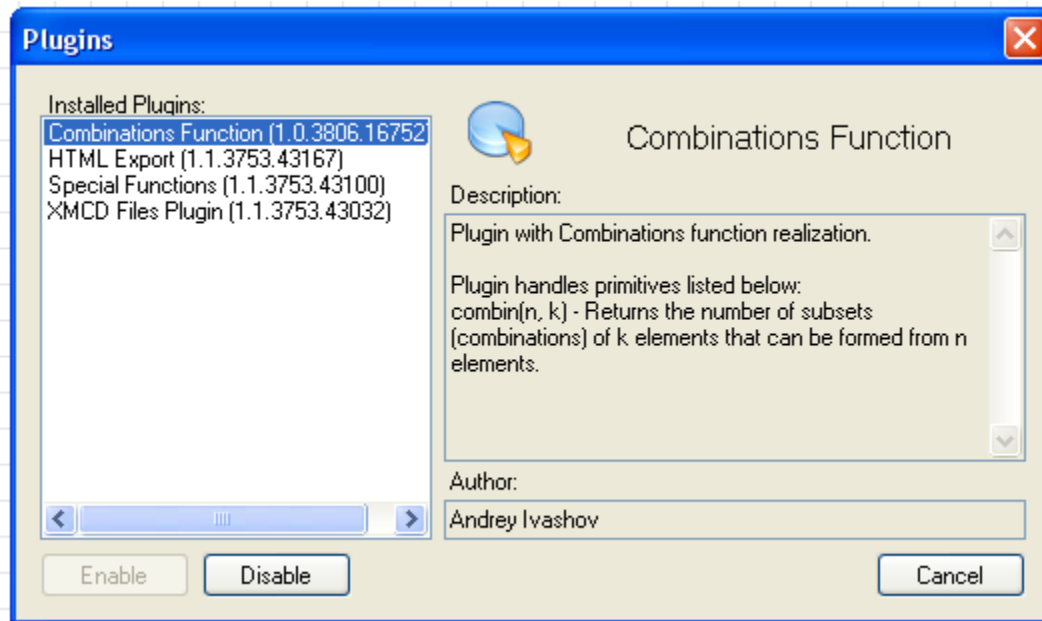 Plugins
Installed Plugins:
Combinations Function (1.0.3806.16752)
HTML Export (1.1.3753.43167)
Special Functions (1.1.3753.43100)
XMCD Files Plugin (1.1.3753.43032)
Combinations Function
Description:
Plugin with Combinations function realization.
Plugin handles primitives listed below:
combin(n, k) - Returns the number of subsets
(combinations) of k elements that can be formed from n
elements.
Author:
Andrey Ivashov
Enable
Disable
Cancel